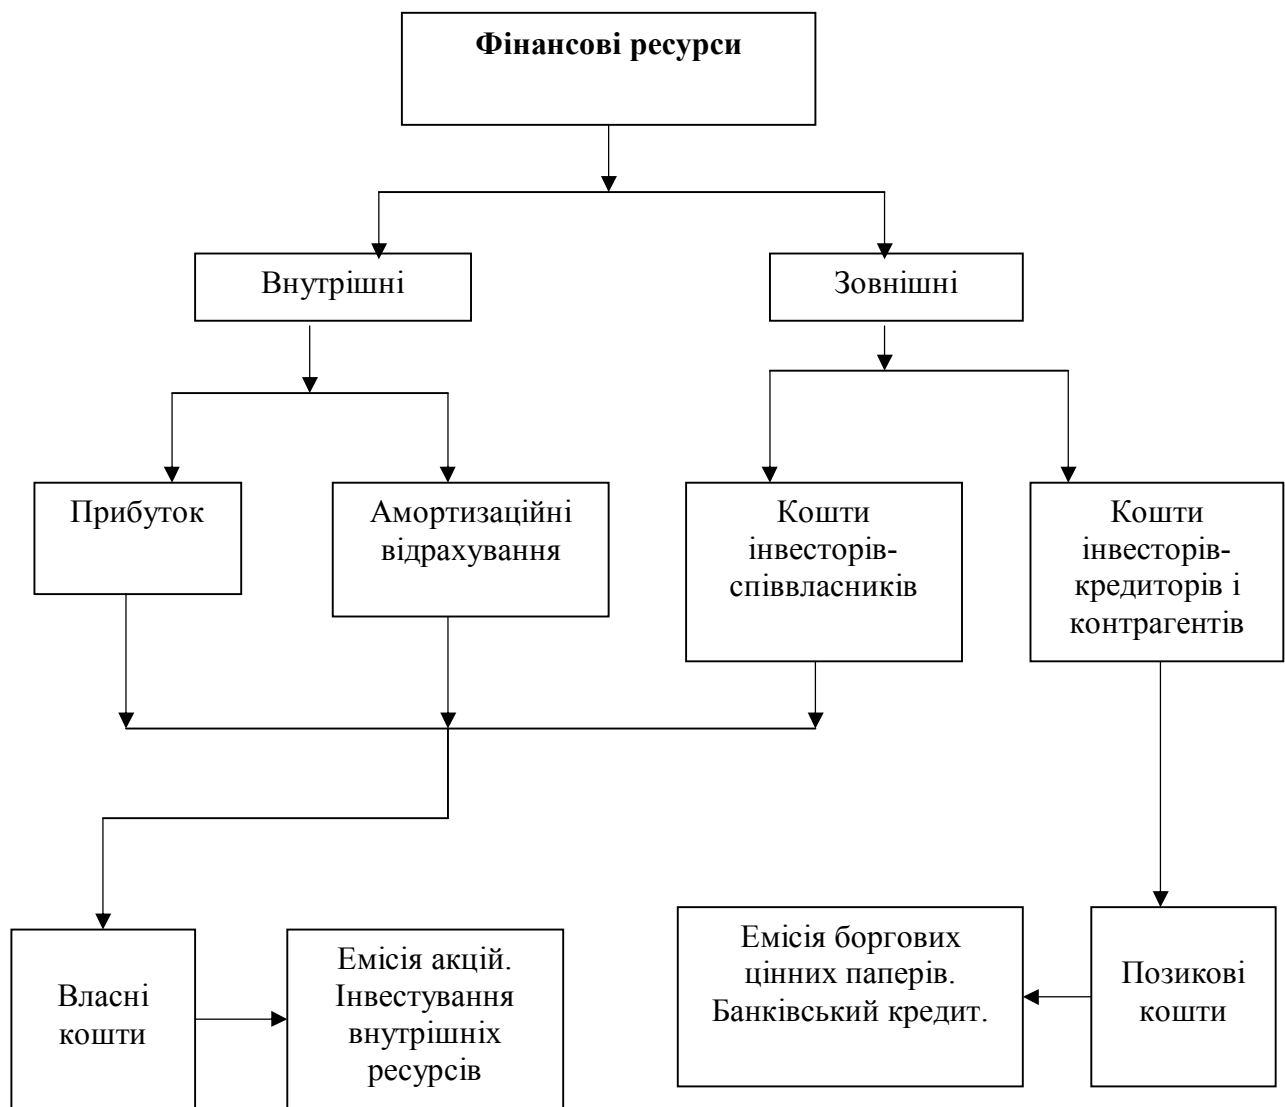 Фінансові ресурси
Внутрішні
Зовнішні
Прибуток
Амортизаційні
відрахування
Кошти
інвесторів-
співвласників
Кошти
інвесторів-
кредиторів і
контрагентів
Власні
кошти
Емісія акцій.
Інвестування
внутрішніх
ресурсів
Емісія боргових
цінних паперів.
Банківський кредит.
Позикові
кошти